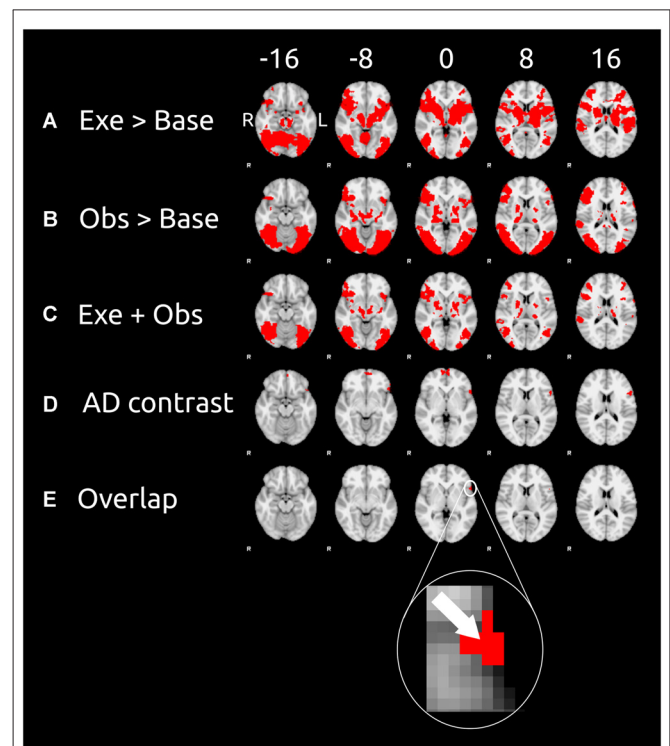 -16 -8 0 8 16
A Exe > Base R L
R R R R R
B Obs > Base
R R R R R
C Exe + Obs
R R R R R
D AD contrast
R R R R R
E Overlap
R R R R R